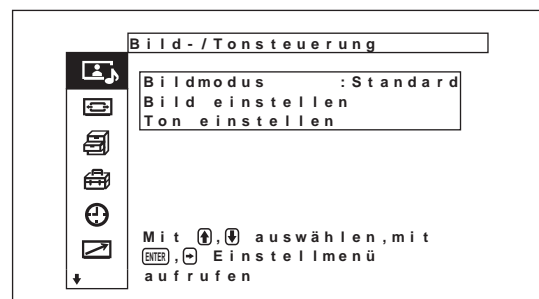 Bild-/Tonsteuerung
Bildmodus :Standard
Bild einstellen
Ton einstellen
Mit ↑,↓ auswählen,mit
ENTER,→ Einstellmenü
aufrufen